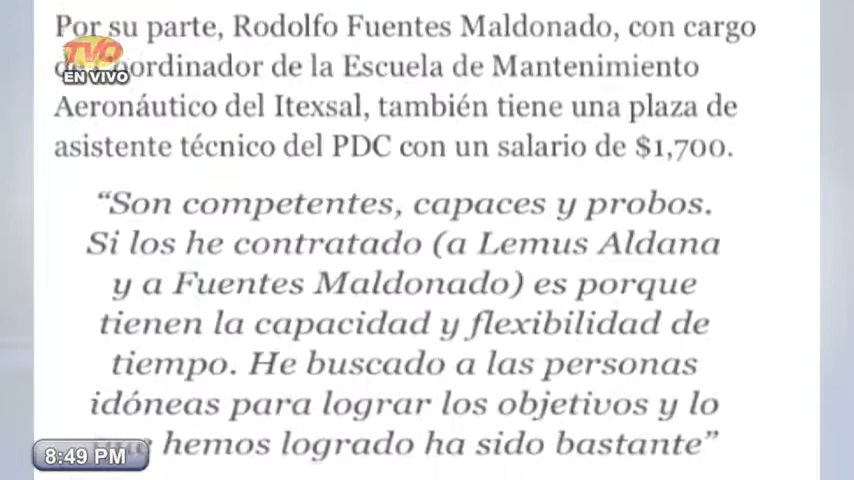 Por su parte, Rodolfo Fuentes Maldonado, con cargo
TVO
EN VIVO
coordinador de la Escuela de Mantenimiento
Aeronáutico del Itexsal, también tiene una plaza de
asistente técnico del PDC con un salario de $1,700.
“Son competentes, capaces y probos.
Si los he contratado (a Lemus Aldana
y a Fuentes Maldonado) es porque
tienen la capacidad y flexibilidad de
tiempo. He buscado a las personas
idóneas para lograr los objetivos y lo
hemos logrado ha sido bastante”
8:49 PM